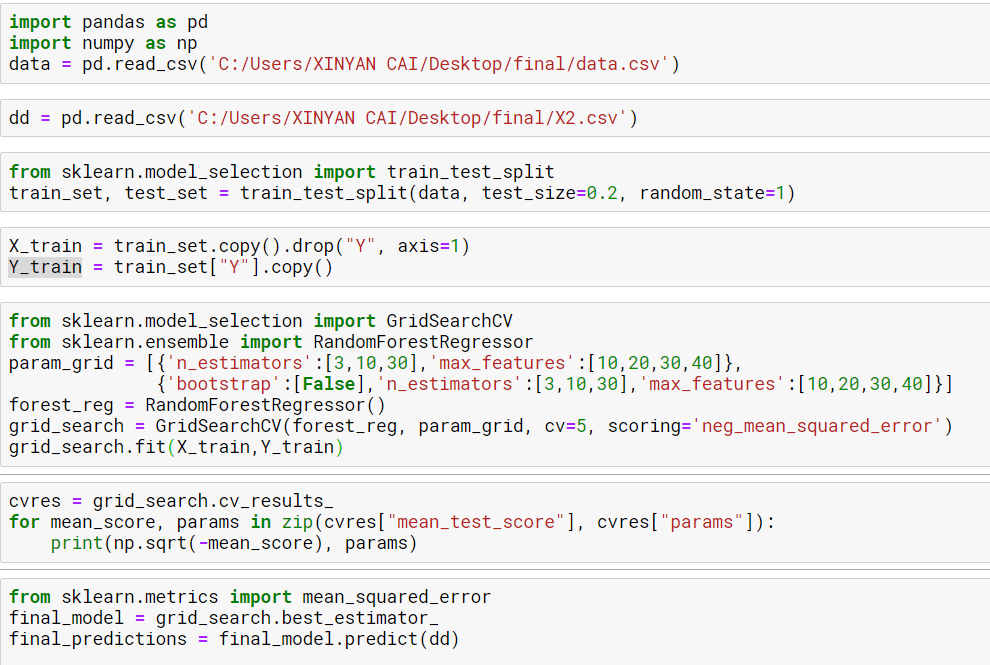 import pandas as pd
import numpy as np
data = pd.read_csv('C:/Users/XINYAN CAI/Desktop/final/data.csv')
dd = pd.read_csv('C:/Users/XINYAN CAI/Desktop/final/X2.csv')
from sklearn.model_selection import train_test_split
train_set, test_set = train_test_split(data, test_size=0.2, random_state=1)
X_train = train_set.copy().drop("Y", axis=1)
Y_train = train_set["Y"].copy()
from sklearn.model_selection import GridSearchCV
from sklearn.ensemble import RandomForestRegressor
param_grid = [{'n_estimators':[3,10,30],'max_features':[10,20,30,40]},
              {'bootstrap':[False],'n_estimators':[3,10,30],'max_features':[10,20,30,40]}]
forest_reg = RandomForestRegressor()
grid_search = GridSearchCV(forest_reg, param_grid, cv=5, scoring='neg_mean_squared_error')
grid_search.fit(X_train,Y_train)
cvres = grid_search.cv_results_
for mean_score, params in zip(cvres["mean_test_score"], cvres["params"]):
    print(np.sqrt(-mean_score), params)
from sklearn.metrics import mean_squared_error
final_model = grid_search.best_estimator_
final_predictions = final_model.predict(dd)